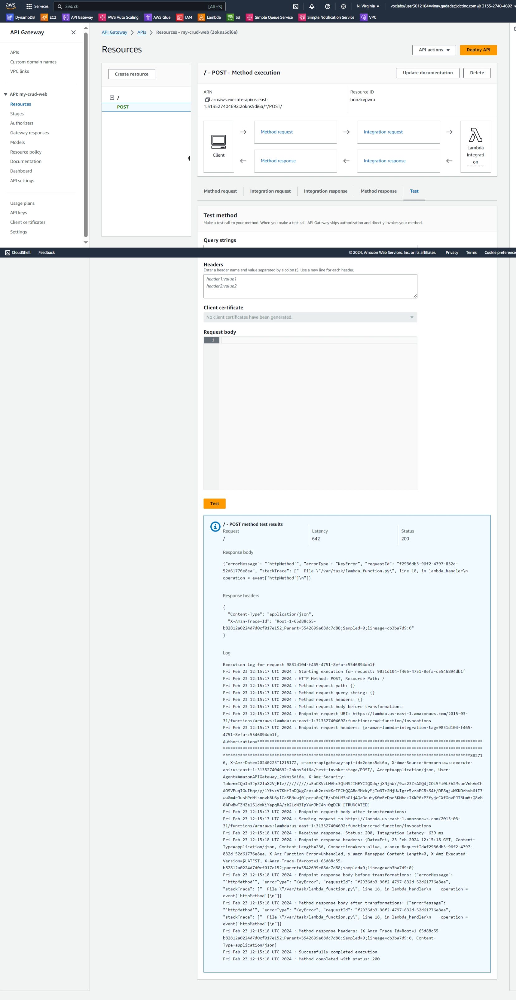 aws
Services
Search
[Alt+S]
N. Virginia
voclabs/user3012184=vinay.gadade@dctinc.com @ 3135-2740-4692
DynamoDB
EC2
API Gateway
AWS Auto Scaling
AWS Glue
IAM
Lambda
S3
Simple Queue Service
Simple Notification Service
VPC
API Gateway
APIs
Custom domain names
VPC links
API: my-crud-web
Resources
Stages
Authorizers
Gateway responses
Models
Resource policy
Documentation
Dashboard
API settings
Usage plans
API keys
Client certificates
Settings
API Gateway > APIs > Resources - my-crud-web (2okns5di6a)
Resources
API actions
Deploy API
Create resource
/
POST
/ - POST - Method execution
Update documentation
Delete
ARN
arn:aws:execute-api:us-east-
1:313527404692:2okns5di6a/*/POST/
Resource ID
hnnzkvpwra
Client
Method request
Integration request
Method response
Integration response
Lambda
integrati
on
Method request
Integration request
Integration response
Method response
Test
Test method
Make a test call to your method. When you make a test call, API Gateway skips authorization and directly invokes your method.
Query strings
CloudShell
Feedback
© 2024, Amazon Web Services, Inc. or its affiliates.
Privacy
Terms
Cookie preference
Headers
Enter a header name and value separated by a colon (:). Use a new line for each header.
header1:value1
header2:value2
Client certificate
No client certificates have been generated.
Request body
1
Test
/ - POST method test results
Request
/
Latency
642
Status
200
Response body
{"errorMessage": "'httpMethod'", "errorType": "KeyError", "requestId": "f2936db3-96f2-4797-832d-
52d61776e8ea", "stackTrace": ["  File \"/var/task/lambda_function.py\", line 18, in lambda_handler\n
operation = event['httpMethod']\n"]}
Response headers
{
"Content-Type": "application/json",
"X-Amzn-Trace-Id": "Root=1-65d88c55-
b82812a0224d7d0cf017e152;Parent=5542699e08dc7d88;Sampled=0;lineage=cb3ba7d9:0"
}
Log
Execution log for request 9831d104-f465-4751-8efa-c5546894db1f
Fri Feb 23 12:15:17 UTC 2024 : Starting execution for request: 9831d104-f465-4751-8efa-c5546894db1f
Fri Feb 23 12:15:17 UTC 2024 : HTTP Method: POST, Resource Path: /
Fri Feb 23 12:15:17 UTC 2024 : Method request path: {}
Fri Feb 23 12:15:17 UTC 2024 : Method request query string: {}
Fri Feb 23 12:15:17 UTC 2024 : Method request headers: {}
Fri Feb 23 12:15:17 UTC 2024 : Method request body before transformations:
Fri Feb 23 12:15:17 UTC 2024 : Endpoint request URI: https://lambda.us-east-1.amazonaws.com/2015-03-
31/functions/arn:aws:lambda:us-east-1:313527404692:function:crud-function/invocations
Fri Feb 23 12:15:17 UTC 2024 : Endpoint request headers: {x-amzn-lambda-integration-tag=9831d104-f465-
4751-8efa-c5546894db1f,
Authorization=
88271
6, X-Amz-Date=20240223T121517Z, x-amzn-apigateway-api-id=2okns5di6a, X-Amz-Source-Arn=arn:aws:execute-
api:us-east-1:313527404692:2okns5di6a/test-invoke-stage/POST/, Accept=application/json, User-
Agent=AmazonAPIGateway_2okns5di6a, X-Amz-Security-
[TRUNCATED]
Fri Feb 23 12:15:17 UTC 2024 : Endpoint request body after transformations:
Fri Feb 23 12:15:17 UTC 2024 : Sending request to https://lambda.us-east-1.amazonaws.com/2015-03-
31/functions/arn:aws:lambda:us-east-1:313527404692:function:crud-function/invocations
Fri Feb 23 12:15:18 UTC 2024 : Received response. Status: 200, Integration latency: 639 ms
Fri Feb 23 12:15:18 UTC 2024 : Endpoint response headers: {Date=Fri, 23 Feb 2024 12:15:18 GMT, Content-
Type=application/json, Content-Length=236, Connection=keep-alive, x-amzn-RequestId=f2936db3-96f2-4797-
832d-52d61776e8ea, X-Amz-Function-Error=Unhandled, x-amzn-Remapped-Content-Length=0, X-Amz-Executed-
Version=$LATEST, X-Amzn-Trace-Id=root=1-65d88c55-
b82812a0224d7d0cf017e152;parent=5542699e08dc7d88;sampled=0;lineage=cb3ba7d9:0}
Fri Feb 23 12:15:18 UTC 2024 : Endpoint response body before transformations: {"errorMessage":
"'httpMethod'", "errorType": "KeyError", "requestId": "f2936db3-96f2-4797-832d-52d61776e8ea",
"stackTrace": ["  File \"/var/task/lambda_function.py\", line 18, in lambda_handler\n    operation =
event['httpMethod']\n"]}
Fri Feb 23 12:15:18 UTC 2024 : Method response body after transformations: {"errorMessage":
"'httpMethod'", "errorType": "KeyError", "requestId": "f2936db3-96f2-4797-832d-52d61776e8ea",
"stackTrace": ["  File \"/var/task/lambda_function.py\", line 18, in lambda_handler\n    operation =
event['httpMethod']\n"]}
Fri Feb 23 12:15:18 UTC 2024 : Method response headers: {X-Amzn-Trace-Id=Root=1-65d88c55-
b82812a0224d7d0cf017e152;Parent=5542699e08dc7d88;Sampled=0;lineage=cb3ba7d9:0, Content-
Type=application/json}
Fri Feb 23 12:15:18 UTC 2024 : Successfully completed execution
Fri Feb 23 12:15:18 UTC 2024 : Method completed with status: 200